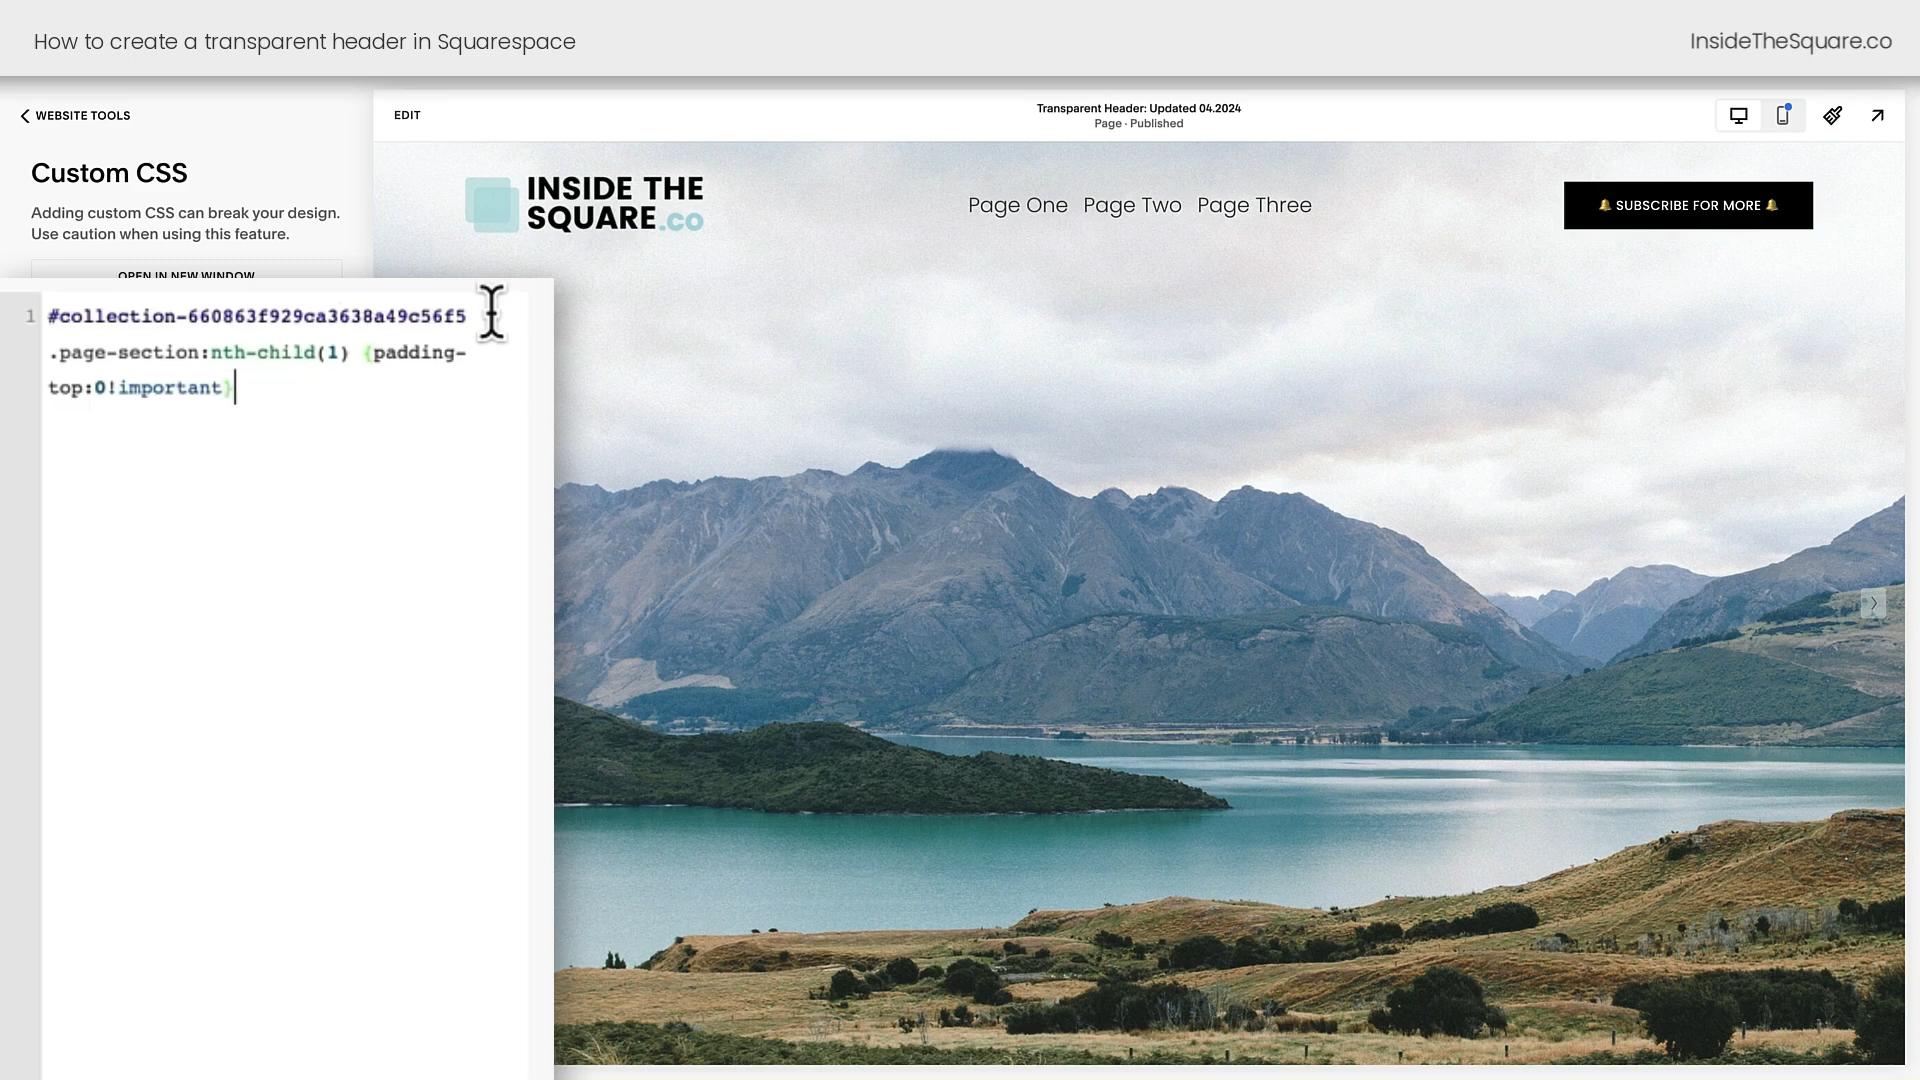 How to create a transparent header in Squarespace
InsideTheSquare.co
WEBSITE TOOLS
EDIT
Transparent Header: Updated 04.2024
Page · Published
Custom CSS
Adding custom CSS can break your design.
Use caution when using this feature.
OPEN IN NEW WINDOW
INSIDE THE
SQUARE.co
Page One Page Two Page Three
🔔 SUBSCRIBE FOR MORE 🔔
1 #collection-660863f929ca3638a49c56f5
.page-section:nth-child(1) {padding-
top:0!important}